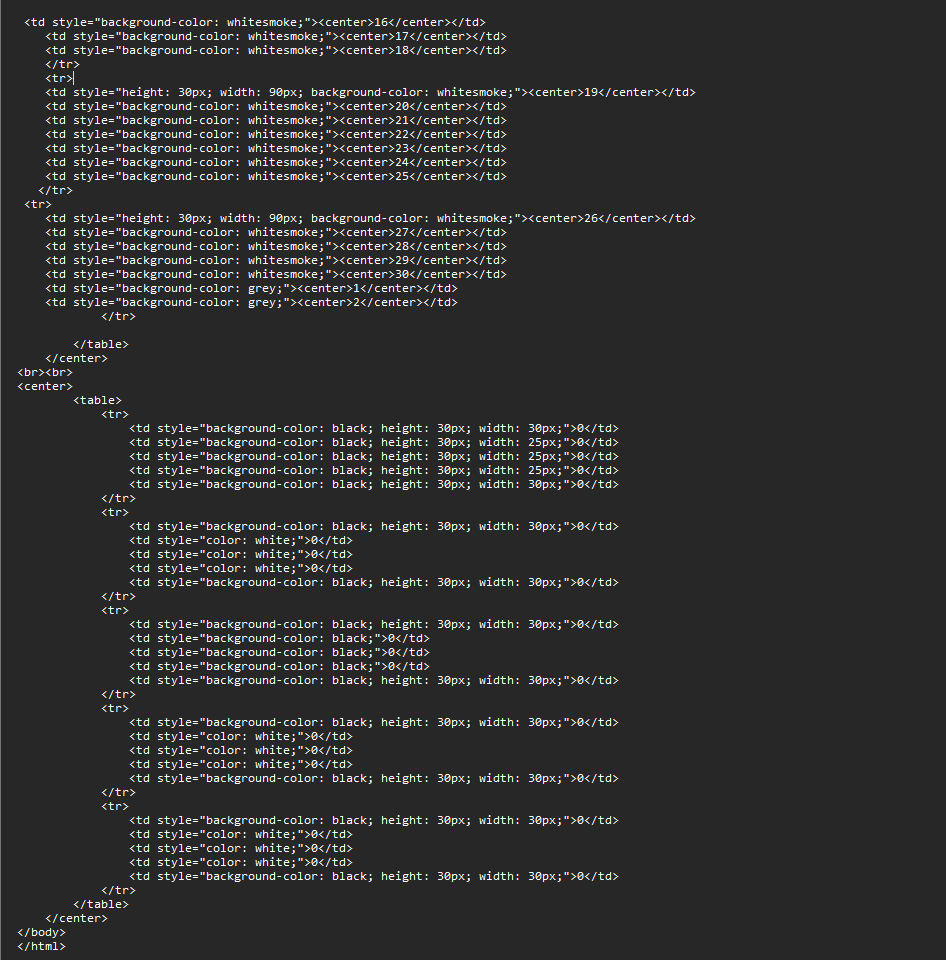 <td style="background-color: whitesmoke;"><center>16</center></td>
<td style="background-color: whitesmoke;"><center>17</center></td>
<td style="background-color: whitesmoke;"><center>18</center></td>
</tr>
<tr>
<td style="height: 30px; width: 90px; background-color: whitesmoke;"><center>19</center></td>
<td style="background-color: whitesmoke;"><center>20</center></td>
<td style="background-color: whitesmoke;"><center>21</center></td>
<td style="background-color: whitesmoke;"><center>22</center></td>
<td style="background-color: whitesmoke;"><center>23</center></td>
<td style="background-color: whitesmoke;"><center>24</center></td>
<td style="background-color: whitesmoke;"><center>25</center></td>
</tr>
<tr>
<td style="height: 30px; width: 90px; background-color: whitesmoke;"><center>26</center></td>
<td style="background-color: whitesmoke;"><center>27</center></td>
<td style="background-color: whitesmoke;"><center>28</center></td>
<td style="background-color: whitesmoke;"><center>29</center></td>
<td style="background-color: whitesmoke;"><center>30</center></td>
<td style="background-color: grey;"><center>1</center></td>
<td style="background-color: grey;"><center>2</center></td>
</tr>
</table>
</center>
<br><br>
<center>
<table>
<tr>
<td style="background-color: black; height: 30px; width: 30px;">0</td>
<td style="background-color: black; height: 30px; width: 25px;">0</td>
<td style="background-color: black; height: 30px; width: 25px;">0</td>
<td style="background-color: black; height: 30px; width: 25px;">0</td>
<td style="background-color: black; height: 30px; width: 30px;">0</td>
</tr>
<tr>
<td style="background-color: black; height: 30px; width: 30px;">0</td>
<td style="color: white;">0</td>
<td style="color: white;">0</td>
<td style="color: white;">0</td>
<td style="background-color: black; height: 30px; width: 30px;">0</td>
</tr>
<tr>
<td style="background-color: black; height: 30px; width: 30px;">0</td>
<td style="background-color: black;">0</td>
<td style="background-color: black;">0</td>
<td style="background-color: black;">0</td>
<td style="background-color: black; height: 30px; width: 30px;">0</td>
</tr>
<tr>
<td style="background-color: black; height: 30px; width: 30px;">0</td>
<td style="color: white;">0</td>
<td style="color: white;">0</td>
<td style="color: white;">0</td>
<td style="background-color: black; height: 30px; width: 30px;">0</td>
</tr>
<tr>
<td style="background-color: black; height: 30px; width: 30px;">0</td>
<td style="color: white;">0</td>
<td style="color: white;">0</td>
<td style="color: white;">0</td>
<td style="background-color: black; height: 30px; width: 30px;">0</td>
</tr>
</table>
</center>
</body>
</html>